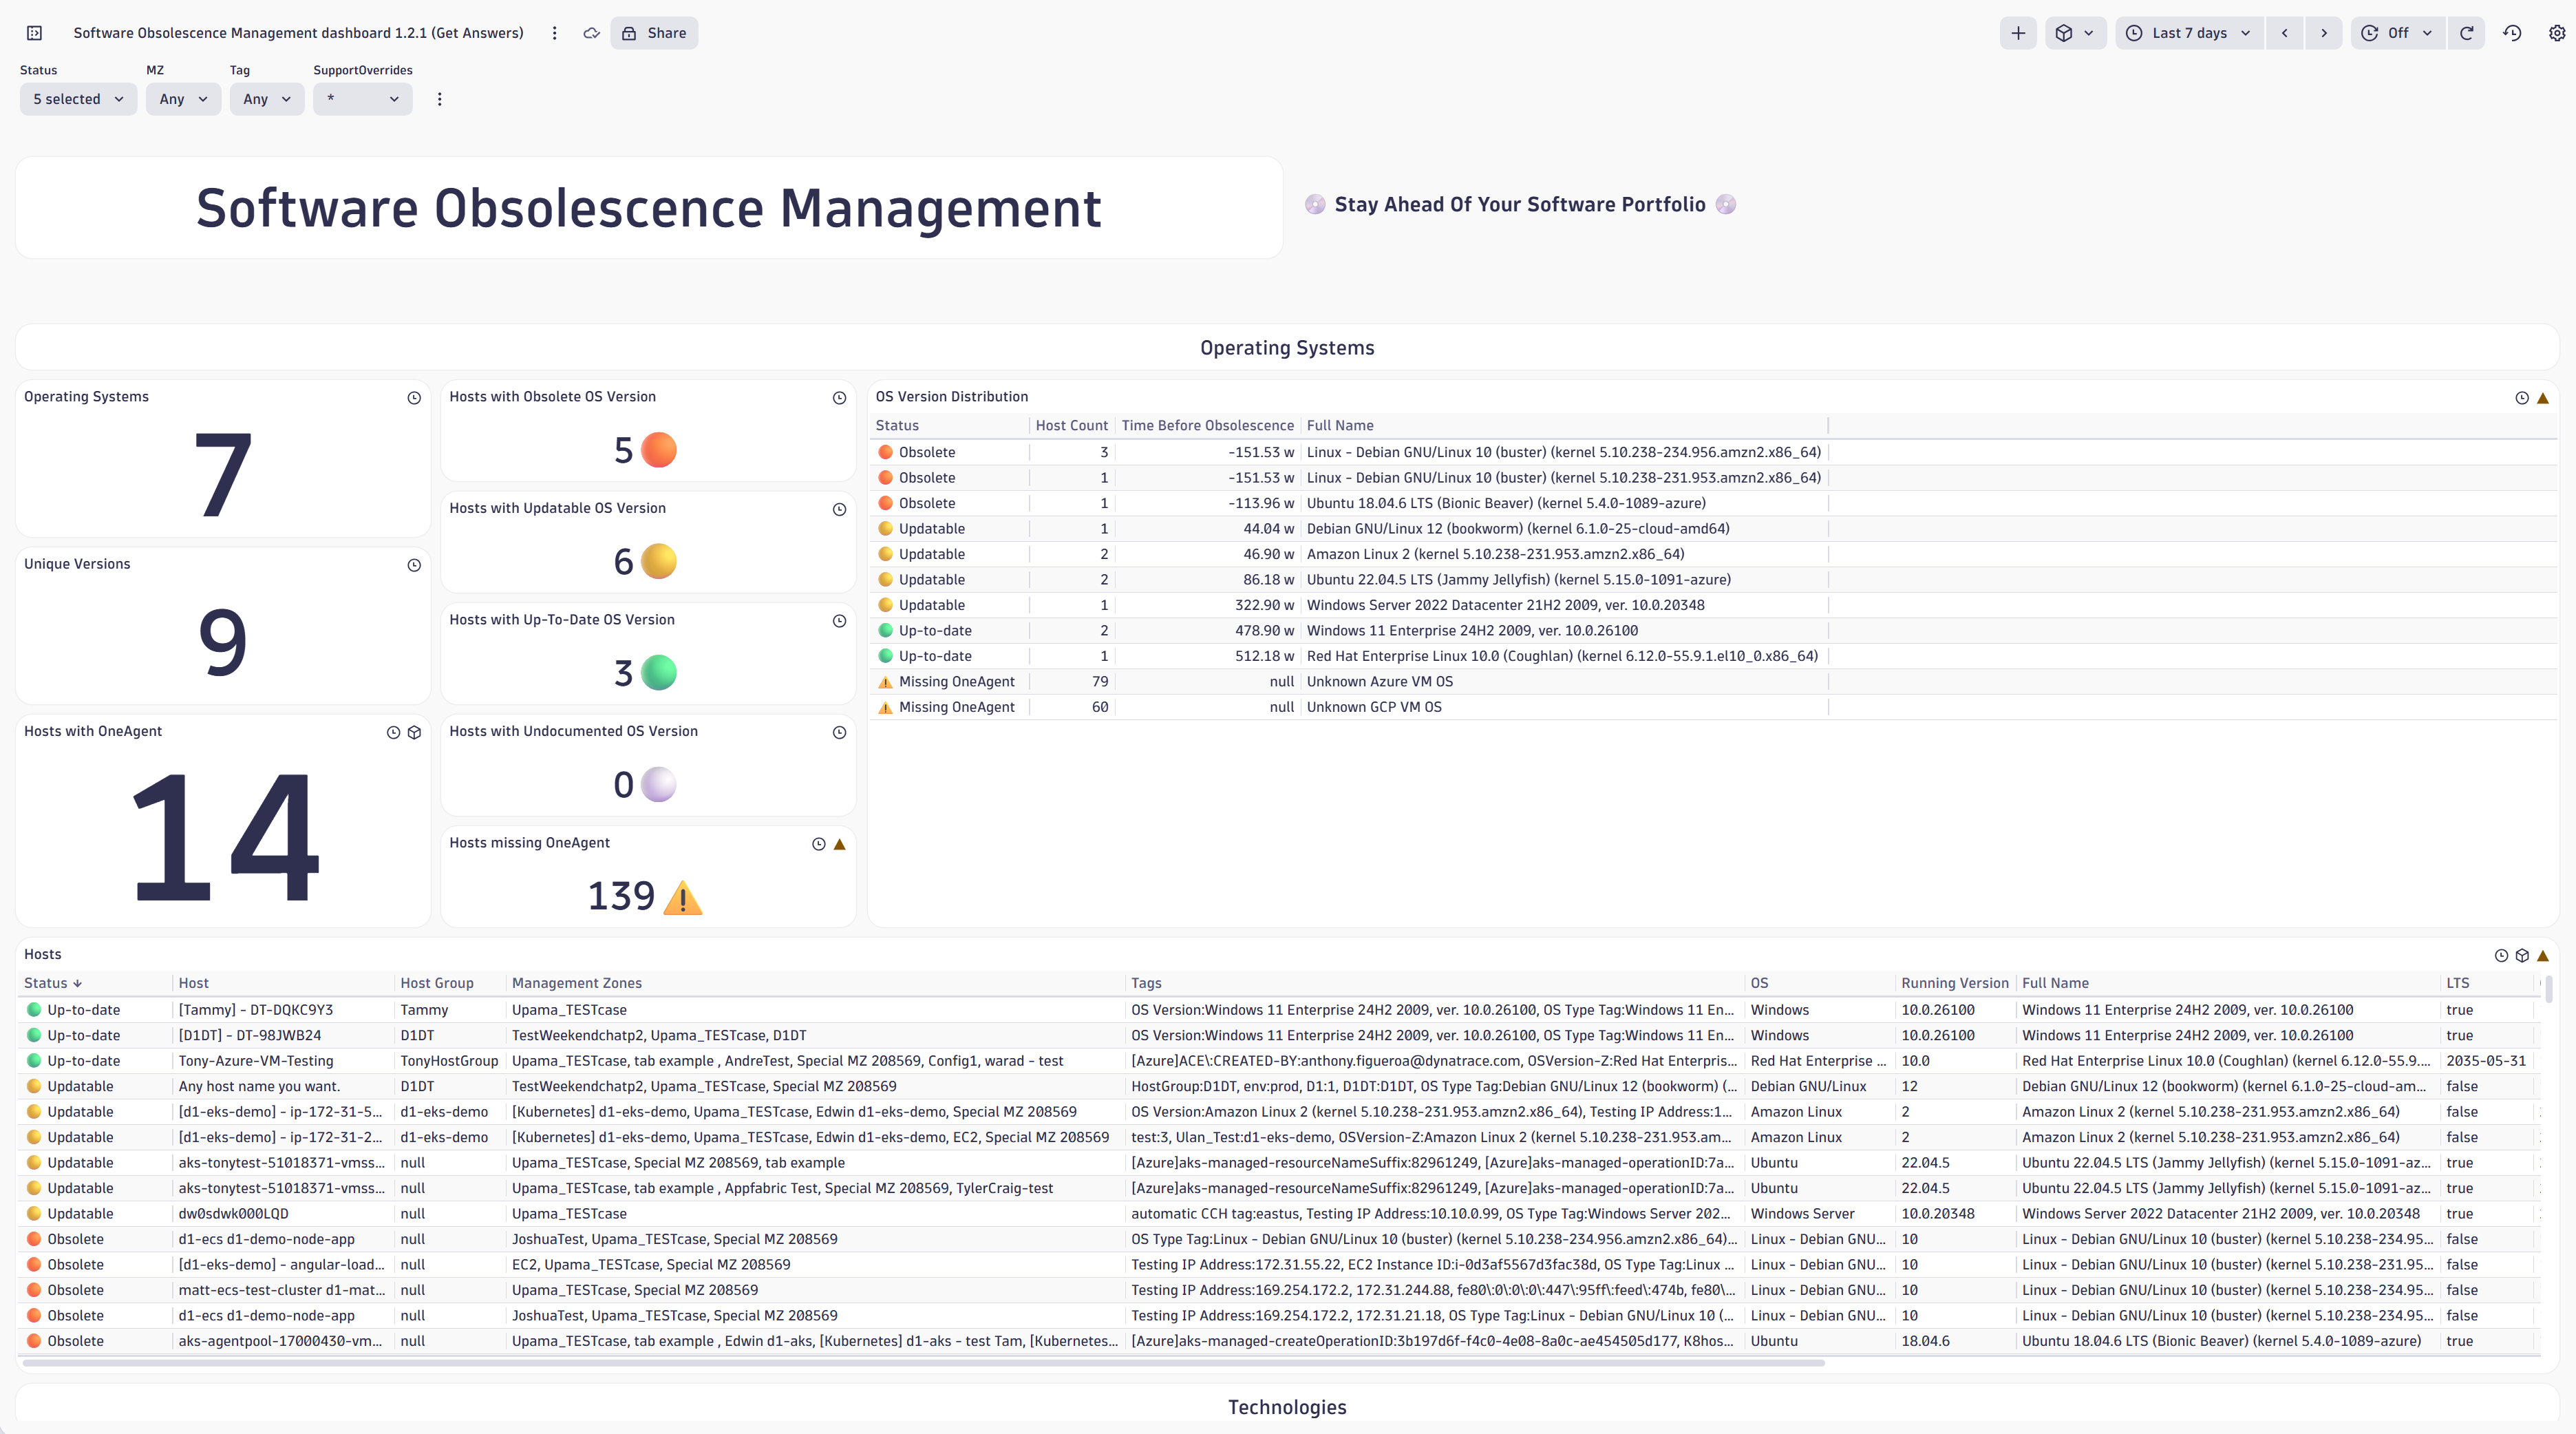 Software Obsolescence Management dashboard 1.2.1 (Get Answers) Share Last 7 days Off
Status MZ Tag SupportOverrides
5 selected Any Any *
Software Obsolescence Management
Stay Ahead Of Your Software Portfolio
Operating Systems
Operating Systems
7
Unique Versions
9
Hosts with OneAgent
14
Hosts with Obsolete OS Version
5
Hosts with Updatable OS Version
6
Hosts with Up-To-Date OS Version
3
Hosts with Undocumented OS Version
0
Hosts missing OneAgent
139
OS Version Distribution
Status Host Count Time Before Obsolescence Full Name
Obsolete 3 -151.53 w Linux - Debian GNU/Linux 10 (buster) (kernel 5.10.238-234.956.amzn2.x86_64)
Obsolete 1 -151.53 w Linux - Debian GNU/Linux 10 (buster) (kernel 5.10.238-231.953.amzn2.x86_64)
Obsolete 1 -113.96 w Ubuntu 18.04.6 LTS (Bionic Beaver) (kernel 5.4.0-1089-azure)
Updatable 1 44.04 w Debian GNU/Linux 12 (bookworm) (kernel 6.1.0-25-cloud-amd64)
Updatable 2 46.90 w Amazon Linux 2 (kernel 5.10.238-231.953.amzn2.x86_64)
Updatable 2 86.18 w Ubuntu 22.04.5 LTS (Jammy Jellyfish) (kernel 5.15.0-1091-azure)
Updatable 1 322.90 w Windows Server 2022 Datacenter 21H2 2009, ver. 10.0.20348
Up-to-date 2 478.90 w Windows 11 Enterprise 24H2 2009, ver. 10.0.26100
Up-to-date 1 512.18 w Red Hat Enterprise Linux 10.0 (Coughlan) (kernel 6.12.0-55.9.1.el10_0.x86_64)
Missing OneAgent 79 null Unknown Azure VM OS
Missing OneAgent 60 null Unknown GCP VM OS
Hosts
Status Host Host Group Management Zones Tags OS Running Version Full Name LTS
Up-to-date [Tammy] - DT-DQKC9Y3 Tammy Upama_TESTcase OS Version:Windows 11 Enterprise 24H2 2009, ver. 10.0.26100, OS Type Tag:Windows 11 En... Windows 10.0.26100 Windows 11 Enterprise 24H2 2009, ver. 10.0.26100 true
Up-to-date [D1DT] - DT-98JWB24 D1DT TestWeekendchatp2, Upama_TESTcase, D1DT OS Version:Windows 11 Enterprise 24H2 2009, ver. 10.0.26100, OS Type Tag:Windows 11 En... Windows 10.0.26100 Windows 11 Enterprise 24H2 2009, ver. 10.0.26100 true
Up-to-date Tony-Azure-VM-Testing TonyHostGroup Upama_TESTcase, tab example , AndreTest, Special MZ 208569, Config1, warad - test [Azure]ACE\:CREATED-BY:anthony.figueroa@dynatrace.com, OSVersion-Z:Red Hat Enterpris... Red Hat Enterprise ... 10.0 Red Hat Enterprise Linux 10.0 (Coughlan) (kernel 6.12.0-55.9.... 2035-05-31
Updatable Any host name you want. D1DT TestWeekendchatp2, Upama_TESTcase, Special MZ 208569 HostGroup:D1DT, env:prod, D1:1, D1DT:D1DT, OS Type Tag:Debian GNU/Linux 12 (bookworm) (... Debian GNU/Linux 12 Debian GNU/Linux 12 (bookworm) (kernel 6.1.0-25-cloud-am... false
Updatable [d1-eks-demo] - ip-172-31-5... d1-eks-demo [Kubernetes] d1-eks-demo, Upama_TESTcase, Edwin d1-eks-demo, Special MZ 208569 OS Version:Amazon Linux 2 (kernel 5.10.238-231.953.amzn2.x86_64), Testing IP Address:1... Amazon Linux 2 Amazon Linux 2 (kernel 5.10.238-231.953.amzn2.x86_64) false
Updatable [d1-eks-demo] - ip-172-31-2... d1-eks-demo [Kubernetes] d1-eks-demo, Upama_TESTcase, Edwin d1-eks-demo, EC2, Special MZ 208569 test:3, Ulan_Test:d1-eks-demo, OSVersion-Z:Amazon Linux 2 (kernel 5.10.238-231.953.am... Amazon Linux 2 Amazon Linux 2 (kernel 5.10.238-231.953.amzn2.x86_64) false
Updatable aks-tonytest-51018371-vmss... null Upama_TESTcase, Special MZ 208569, tab example [Azure]aks-managed-resourceNameSuffix:82961249, [Azure]aks-managed-operationID:7a... Ubuntu 22.04.5 Ubuntu 22.04.5 LTS (Jammy Jellyfish) (kernel 5.15.0-1091-az... true
Updatable aks-tonytest-51018371-vmss... null Upama_TESTcase, tab example , Appfabric Test, Special MZ 208569, TylerCraig-test [Azure]aks-managed-resourceNameSuffix:82961249, [Azure]aks-managed-operationID:7a... Ubuntu 22.04.5 Ubuntu 22.04.5 LTS (Jammy Jellyfish) (kernel 5.15.0-1091-az... true
Updatable dw0sdwk000LQD null Upama_TESTcase automatic CCH tag:eastus, Testing IP Address:10.10.0.99, OS Type Tag:Windows Server 202... Windows Server 10.0.20348 Windows Server 2022 Datacenter 21H2 2009, ver. 10.0.20348 true
Obsolete d1-ecs d1-demo-node-app null JoshuaTest, Upama_TESTcase, Special MZ 208569 OS Type Tag:Linux - Debian GNU/Linux 10 (buster) (kernel 5.10.238-234.956.amzn2.x86_64)... Linux - Debian GNU... 10 Linux - Debian GNU/Linux 10 (buster) (kernel 5.10.238-234.95... false
Obsolete [d1-eks-demo] - angular-load... null EC2, Upama_TESTcase, Special MZ 208569 Testing IP Address:172.31.55.22, EC2 Instance ID:i-0d3af5567d3fac38d, OS Type Tag:Linux ... Linux - Debian GNU... 10 Linux - Debian GNU/Linux 10 (buster) (kernel 5.10.238-231.95... false
Obsolete matt-ecs-test-cluster d1-mat... null Upama_TESTcase, Special MZ 208569 Testing IP Address:169.254.172.2, 172.31.244.88, fe80\:0\:0\:0\:447\:95ff\:feed\:474b, fe80\... Linux - Debian GNU... 10 Linux - Debian GNU/Linux 10 (buster) (kernel 5.10.238-234.95... false
Obsolete d1-ecs d1-demo-node-app null JoshuaTest, Upama_TESTcase, Special MZ 208569 Testing IP Address:169.254.172.2, 172.31.21.18, OS Type Tag:Linux - Debian GNU/Linux 10 (... Linux - Debian GNU... 10 Linux - Debian GNU/Linux 10 (buster) (kernel 5.10.238-234.95... false
Obsolete aks-agentpool-17000430-vm... null Upama_TESTcase, tab example , Edwin d1-aks, [Kubernetes] d1-aks - test Tam, [Kubernetes... [Azure]aks-managed-createOperationID:3b197d6f-f4c0-4e08-8a0c-ae454505d177, K8hos... Ubuntu 18.04.6 Ubuntu 18.04.6 LTS (Bionic Beaver) (kernel 5.4.0-1089-azure) true
Technologies